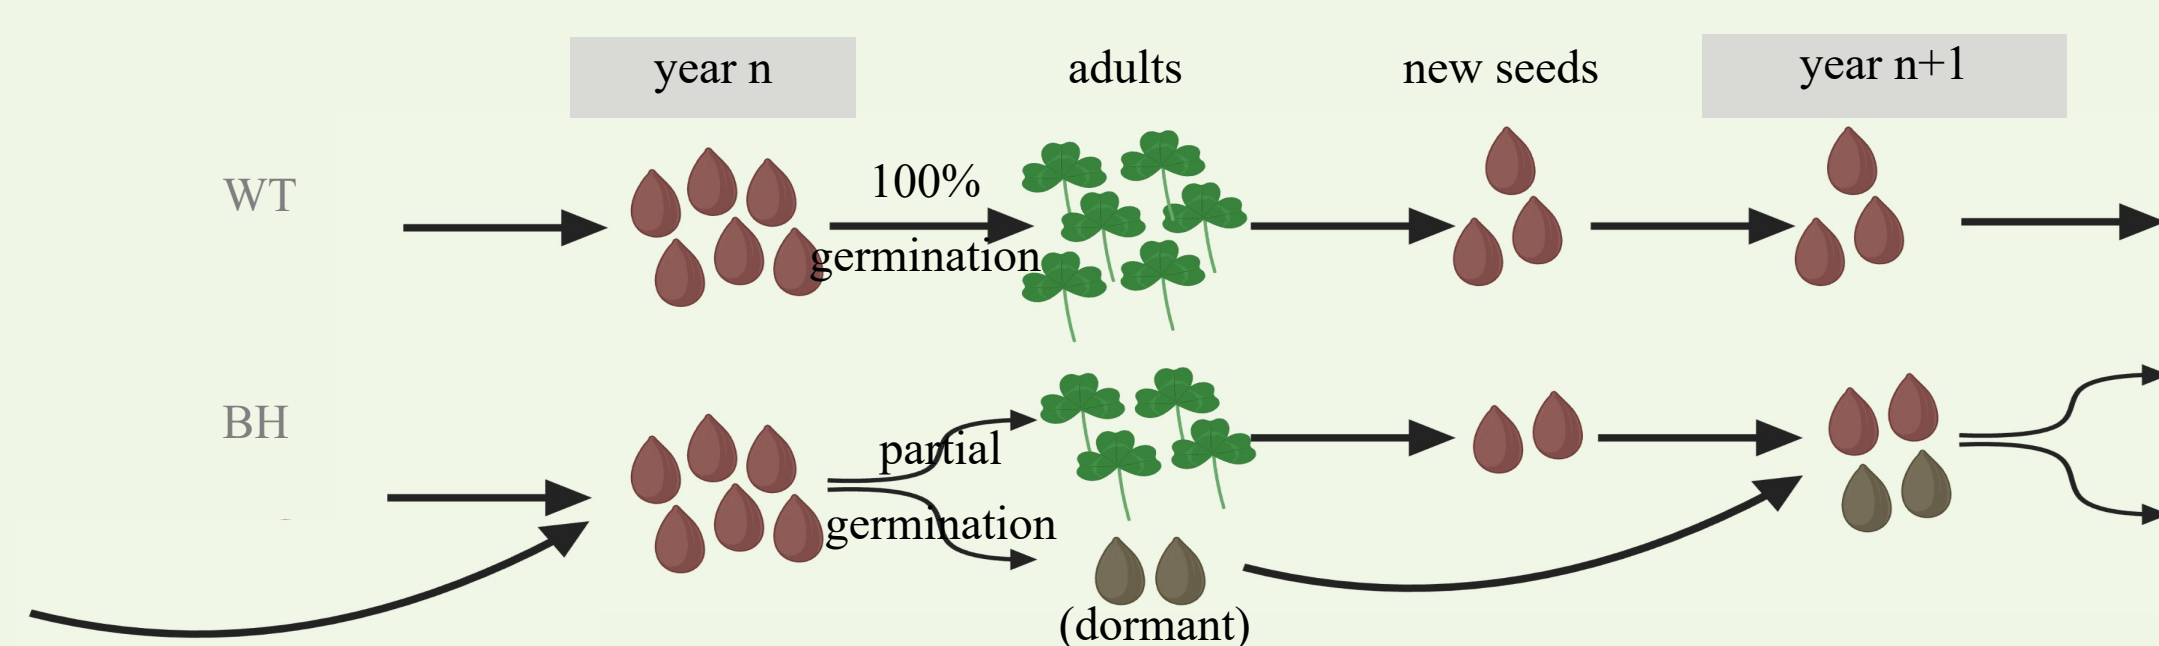 year n
adults
new seeds
year n+1
WT
100%
germination
BH
partial
germination
(dormant)